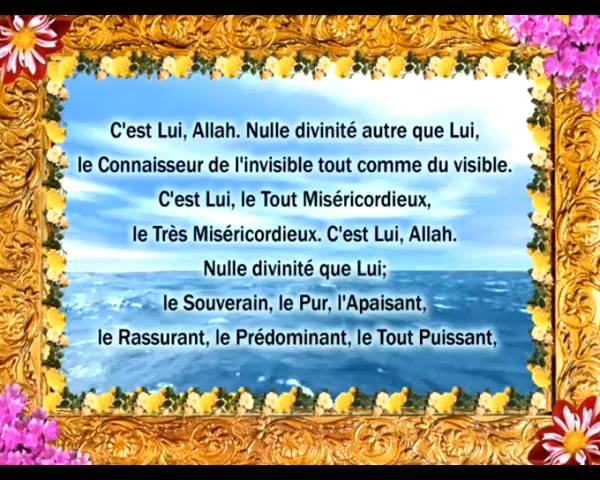 C'est Lui, Allah. Nulle divinité autre que Lui,
le Connaisseur de l'invisible tout comme du visible.
C'est Lui, le Tout Miséricordieux,
le Très Miséricordieux. C'est Lui, Allah.
Nulle divinité que Lui;
le Souverain, le Pur, l'Apaisant,
le Rassurant, le Prédominant, le Tout Puissant,